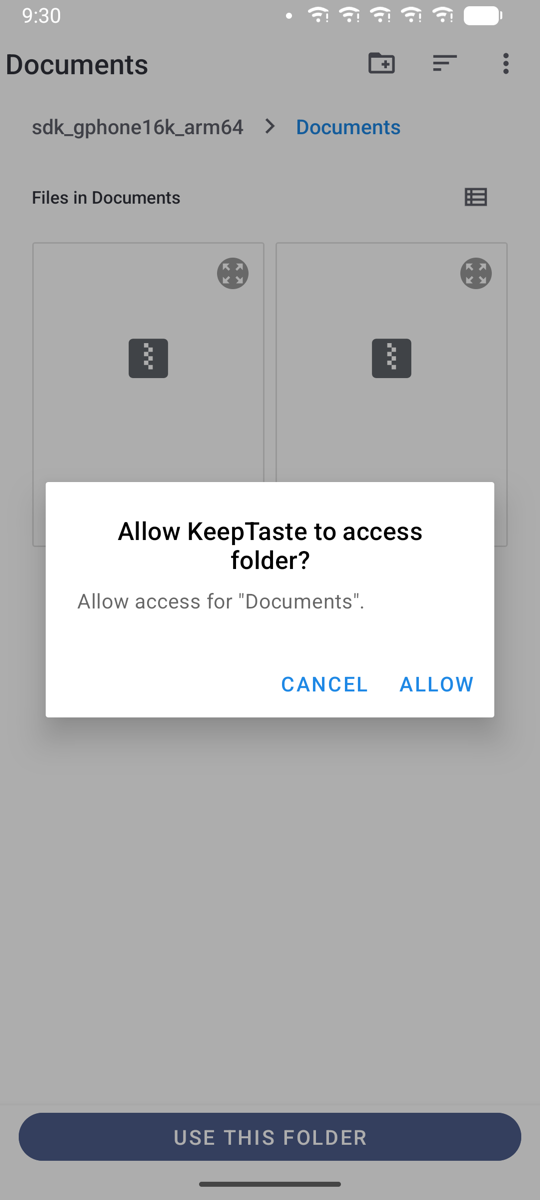 9:30
Documents
sdk_gphone16k_arm64 > Documents
Files in Documents
Allow KeepTaste to access
folder?
Allow access for "Documents".
CANCEL ALLOW
USE THIS FOLDER